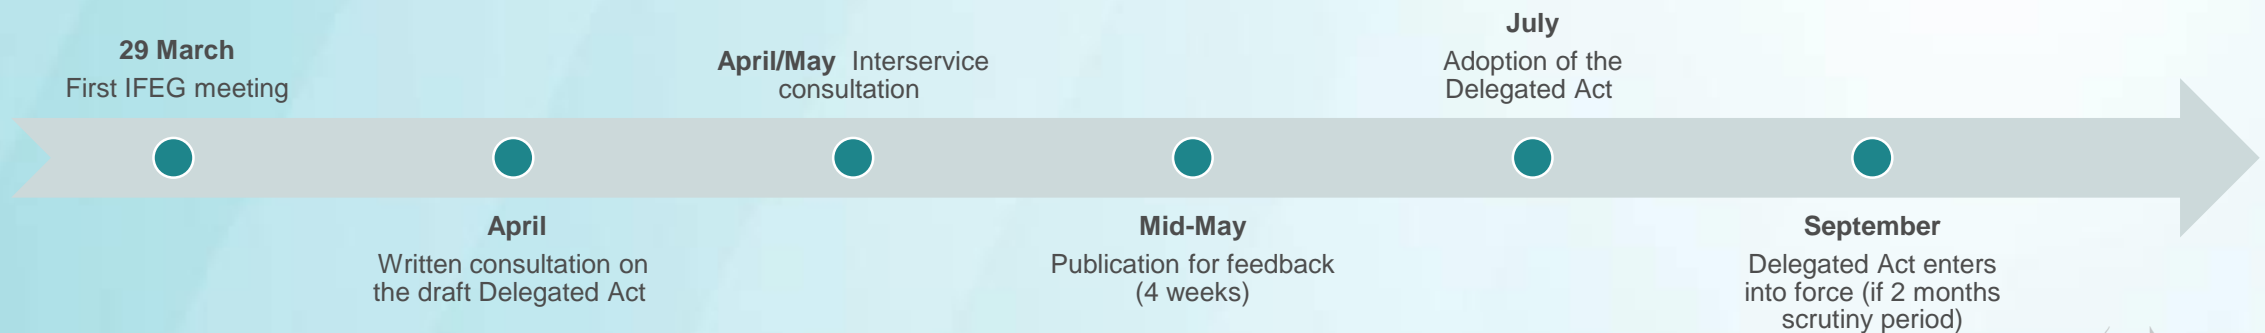 29 March
First IFEG meeting
April
Written consultation on
the draft Delegated Act
April/May Interservice
consultation
Mid-May
Publication for feedback
(4 weeks)
July
Adoption of the
Delegated Act
September
Delegated Act enters
into force (if 2 months
scrutiny period)